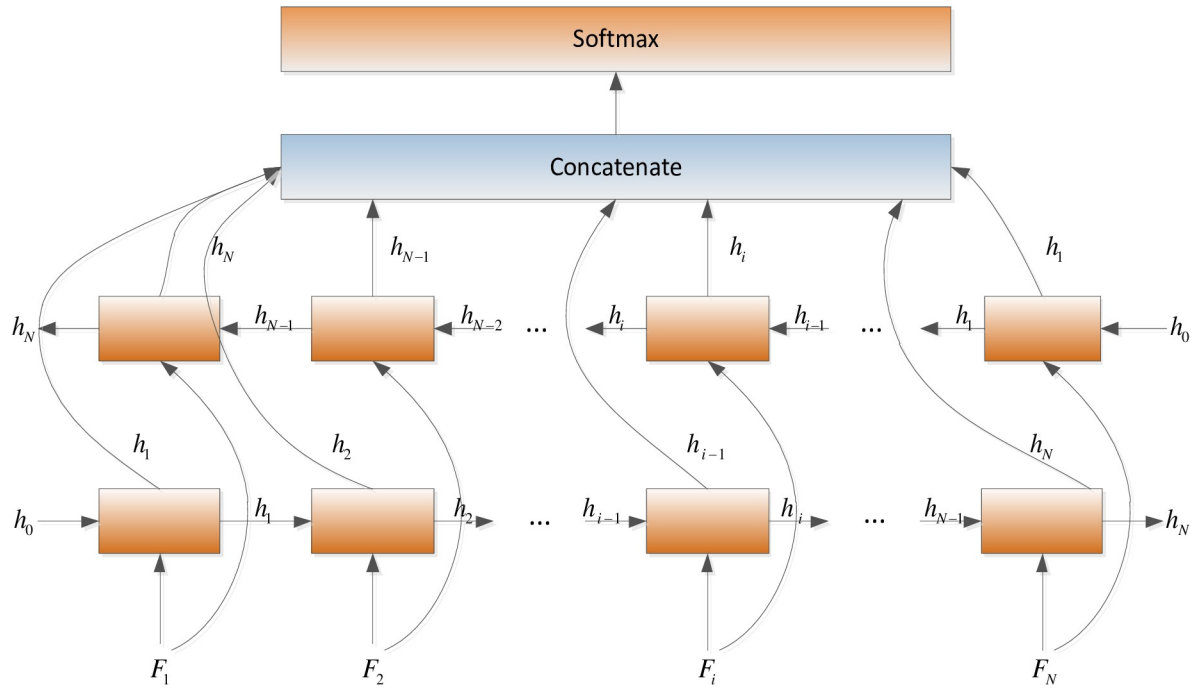 Softmax
Concatenate
h_N h_{N-1} h_i h_1
h_N h_{N-1} h_{N-2} ... h_i h_{i-1} ... h_1 h_0
h_1 h_2 h_{i-1} h_N
h_0 h_1 h_2 ... h_{i-1} h_i ... h_{N-1} h_N
F_1 F_2 F_i F_N